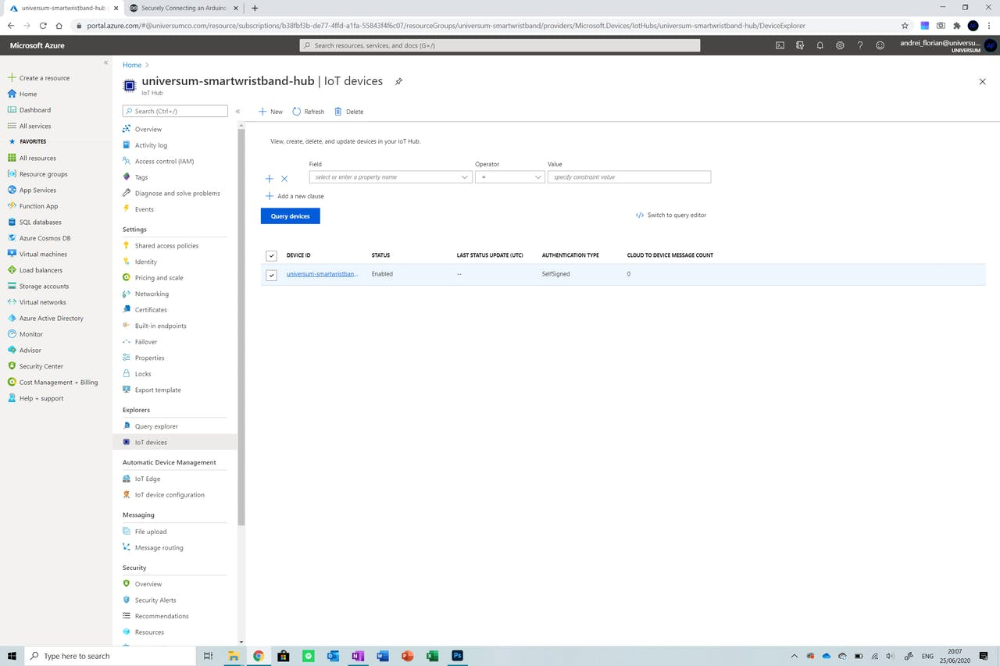 universum-smartwristband-hub |
Securely Connecting an Arduino
portal.azure.com/#@universumco.com/resource/subscriptions/b38fbf3b-de77-4ffd-a1fa-55843f4f6c07/resourceGroups/universum-smartwristband/providers/Microsoft.Devices/IotHubs/universum-smartwristband-hub/DeviceExplorer
Microsoft Azure
Search resources, services, and docs (G+/)
andrei_florian@universu...
UNIVERSUM
AF
Create a resource
Home
Dashboard
All services
FAVORITES
All resources
Resource groups
App Services
Function App
SQL databases
Azure Cosmos DB
Virtual machines
Load balancers
Storage accounts
Virtual networks
Azure Active Directory
Monitor
Advisor
Security Center
Cost Management + Billing
Help + support
Home >
universum-smartwristband-hub | IoT devices
IoT Hub
Search (Ctrl+/)
Overview
Activity log
Access control (IAM)
Tags
Diagnose and solve problems
Events
Settings
Shared access policies
Identity
Pricing and scale
Networking
Certificates
Built-in endpoints
Failover
Properties
Locks
Export template
Explorers
Query explorer
IoT devices
Automatic Device Management
IoT Edge
IoT device configuration
Messaging
File upload
Message routing
Security
Overview
Security Alerts
Recommendations
Resources
New Refresh Delete
View, create, delete, and update devices in your IoT Hub.
Field Operator Value
select or enter a property name = specify constraint value
Add a new clause
Query devices
Switch to query editor
DEVICE ID STATUS LAST STATUS UPDATE (UTC) AUTHENTICATION TYPE CLOUD TO DEVICE MESSAGE COUNT
universum-smartwristban... Enabled -- SelfSigned 0
Type here to search
ENG
20:07
25/06/2020